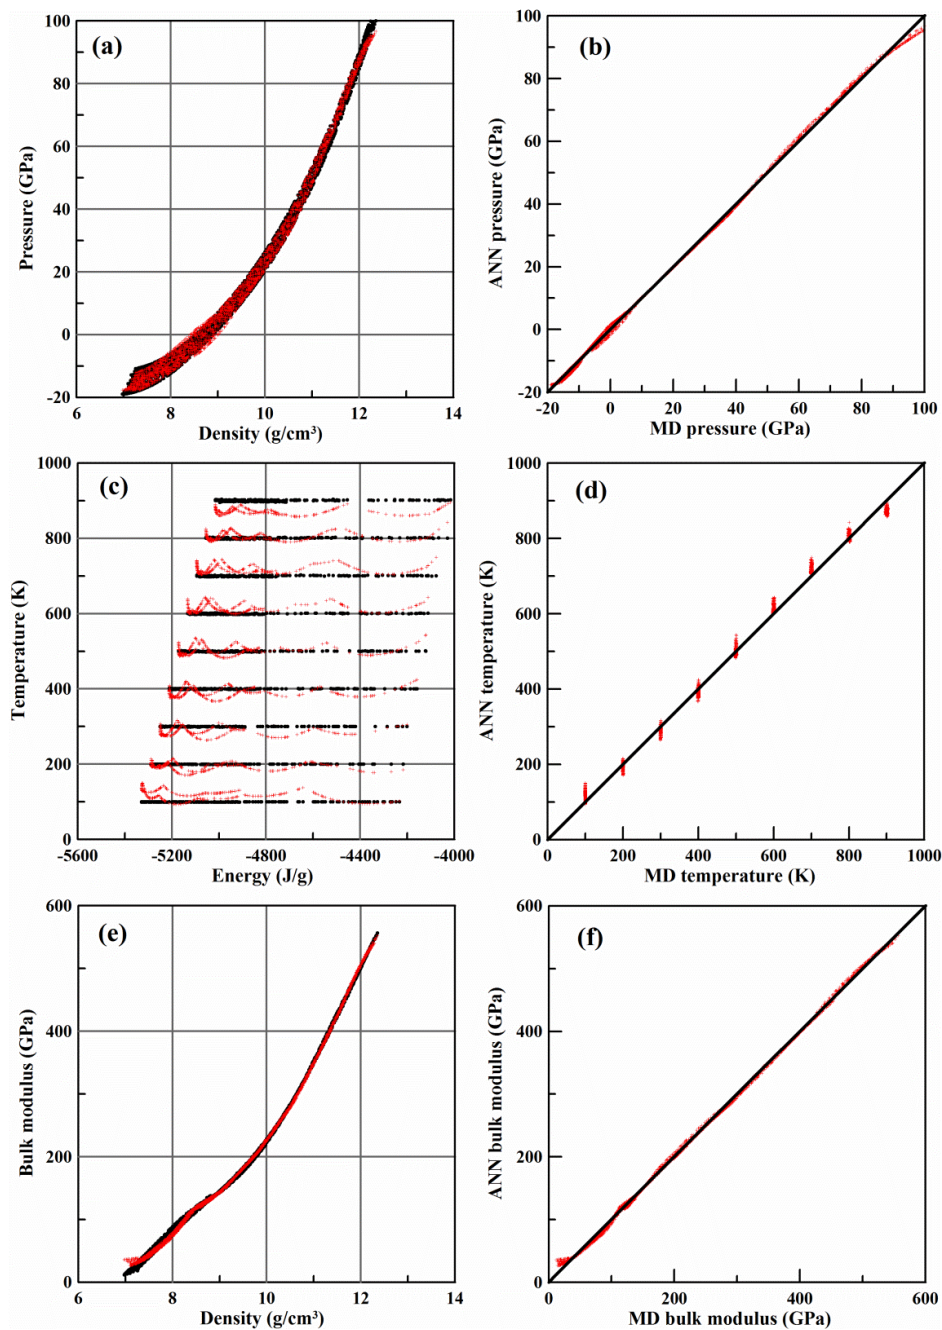 (a)
100
80
60
40
20
0
-20
Pressure (GPa)
6 8 10 12 14
Density (g/cm³)
(b)
100
80
60
40
20
0
-20
ANN pressure (GPa)
-20 0 20 40 60 80 100
MD pressure (GPa)
(c)
1000
800
600
400
200
0
Temperature (K)
-5600 -5200 -4800 -4400 -4000
Energy (J/g)
(d)
1000
800
600
400
200
0
ANN temperature (K)
0 200 400 600 800 1000
MD temperature (K)
(e)
600
400
200
0
Bulk modulus (GPa)
6 8 10 12 14
Density (g/cm³)
(f)
600
400
200
0
ANN bulk modulus (GPa)
0 200 400 600
MD bulk modulus (GPa)